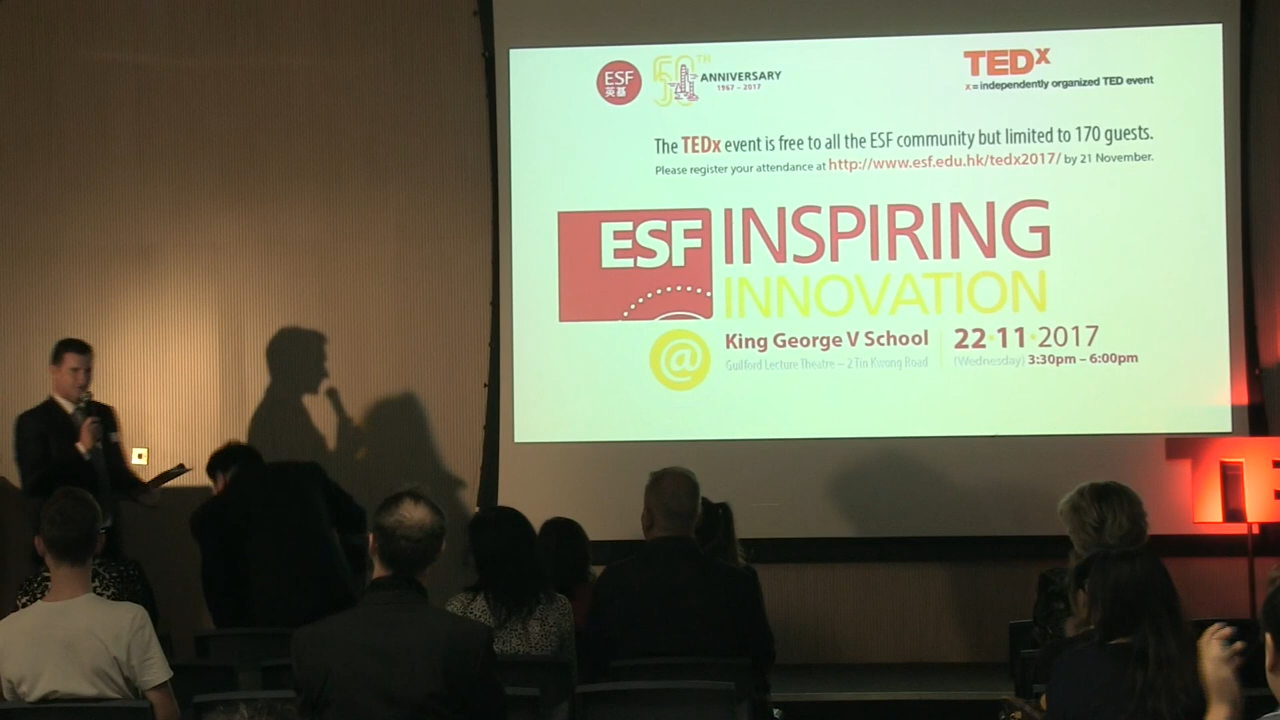 ESF
英基
50TH
ANNIVERSARY
1967 - 2017
TEDx
x = independently organized TED event
The TEDx event is free to all the ESF community but limited to 170 guests.
Please register your attendance at http://www.esf.edu.hk/tedx2017/ by 21 November.
ESF INSPIRING
INNOVATION
@ King George V School 22·11·2017
Guilford Lecture Theatre – 2 Tin Kwong Road (Wednesday) 3:30pm – 6:00pm